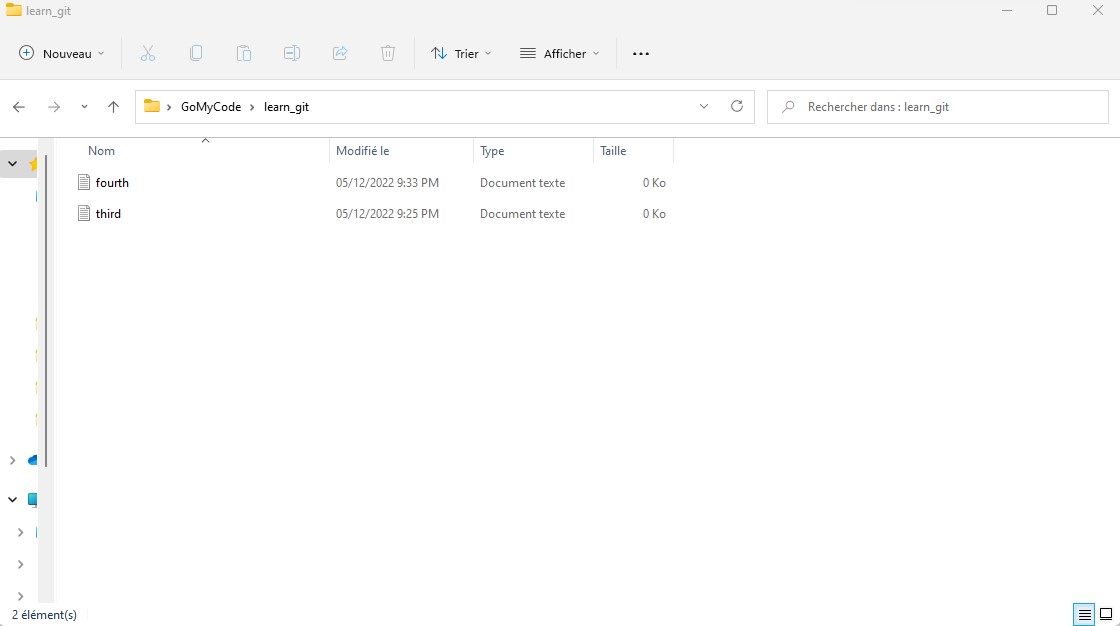 learn_git
Nouveau Trier Afficher
GoMyCode learn_git Rechercher dans : learn_git
Nom Modifié le Type Taille
fourth 05/12/2022 9:33 PM Document texte 0 Ko
third 05/12/2022 9:25 PM Document texte 0 Ko
2 élément(s)